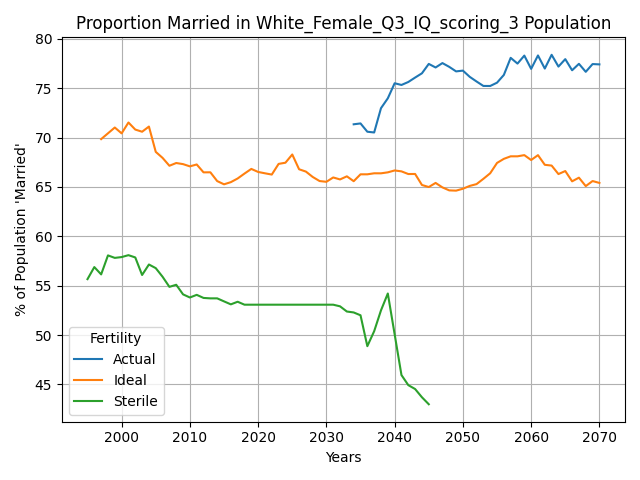 Proportion Married in White_Female_Q3_IQ_scoring_3 Population
80
75
70
65
60
55
50
45
% of Population 'Married'
Fertility
Actual
Ideal
Sterile
2000 2010 2020 2030 2040 2050 2060 2070
Years